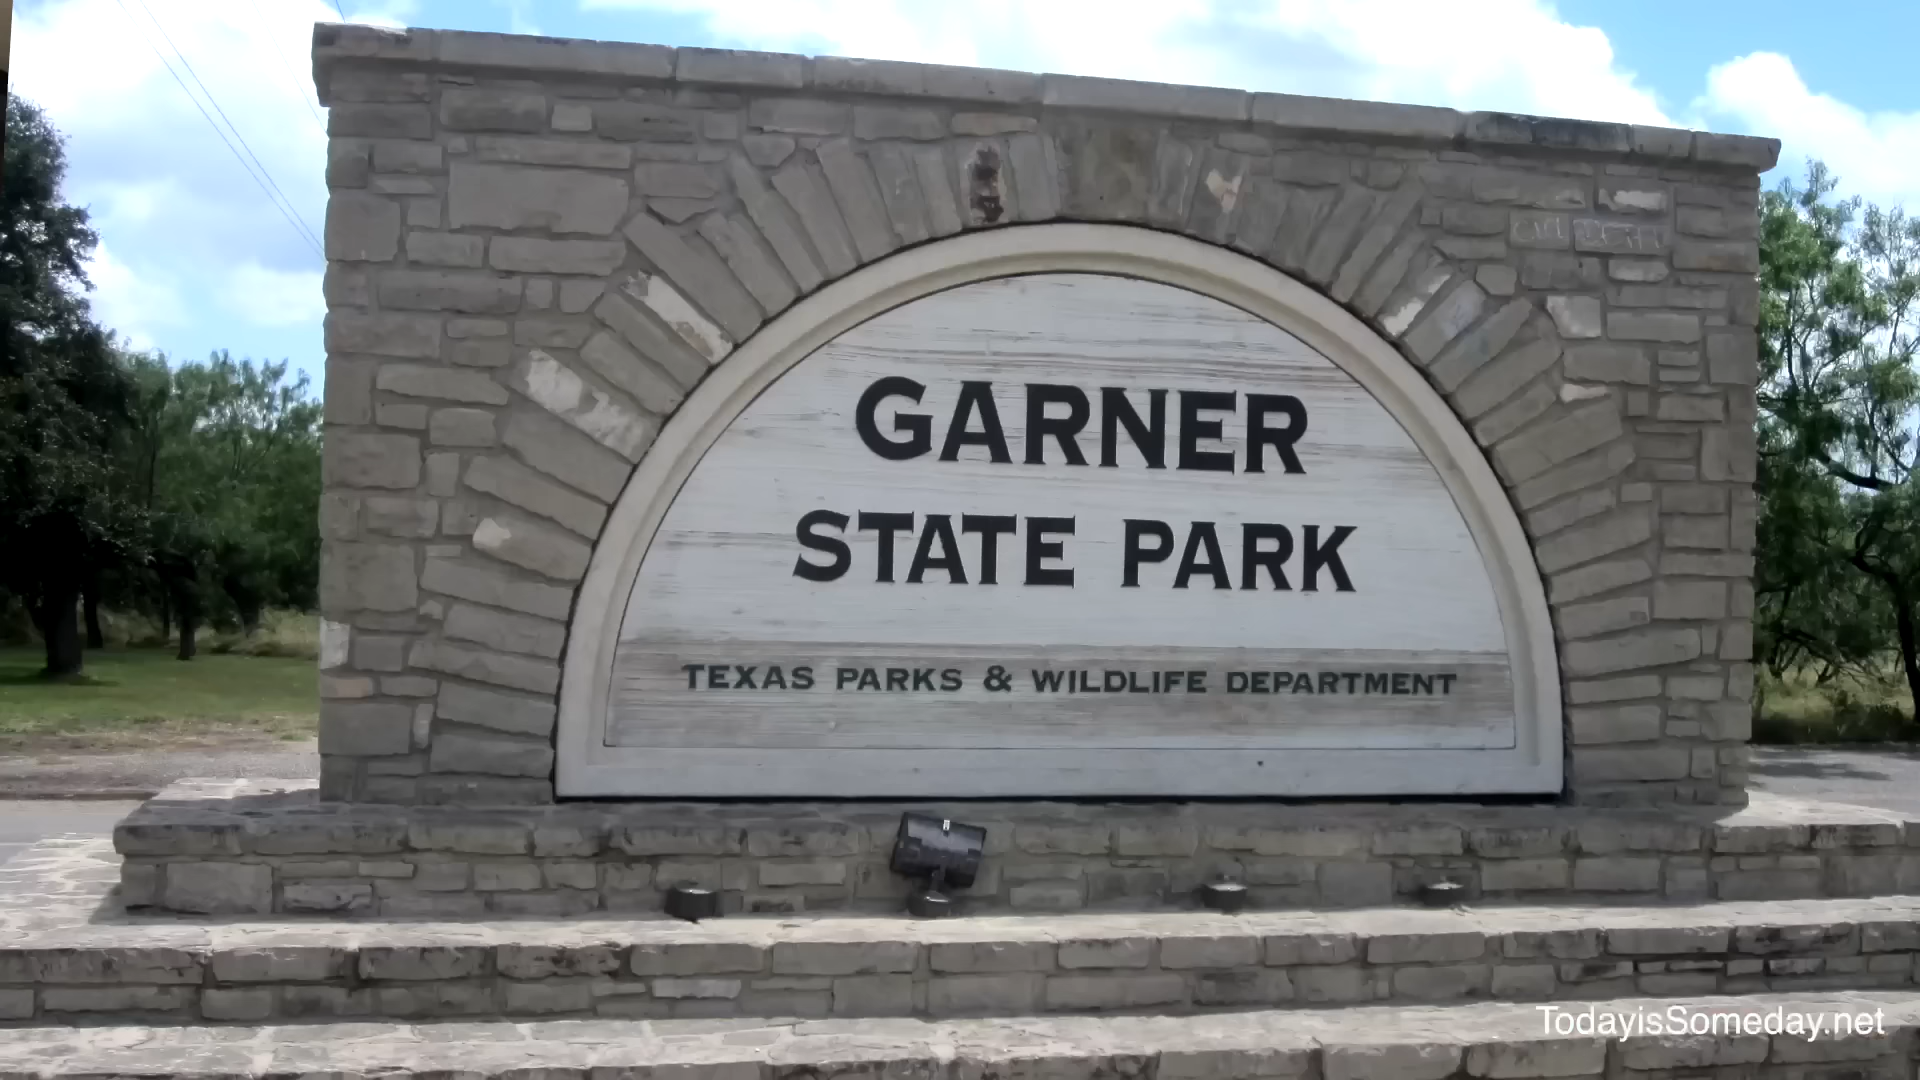 GARNER
STATE PARK
TEXAS PARKS & WILDLIFE DEPARTMENT
TodayisSomeday.net